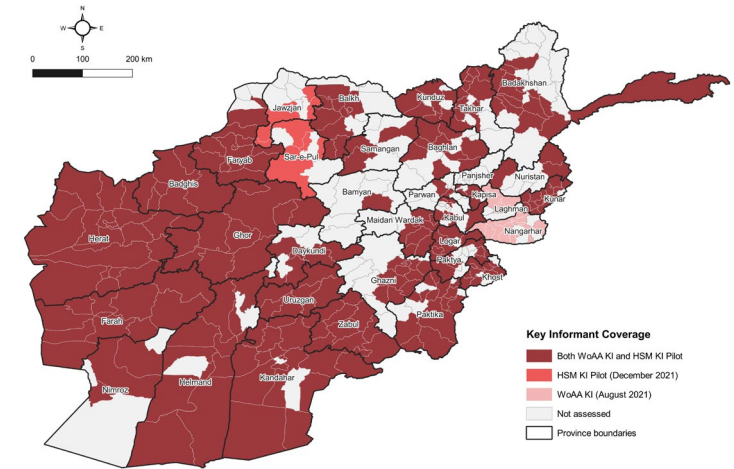 N
W E
S
0 100 200 km
Badakhshan
Jawzjan
Balkh
Kunduz
Takhar
Sar-e-Pul
Samangan
Baghlan
Faryab
Panjsher
Nuristan
Badghis
Bamyan
Parwan
Kapisa
Kunar
Laghman
Maidan Wardak
Kabul
Nangarhar
Herat
Ghor
Daykundi
Logar
Paktya
Khost
Ghazni
Uruzgan
Paktika
Farah
Zabul
Nimroz
Helmand
Kandahar
Key Informant Coverage
Both WoAA KI and HSM KI Pilot
HSM KI Pilot (December 2021)
WoAA KI (August 2021)
Not assessed
Province boundaries